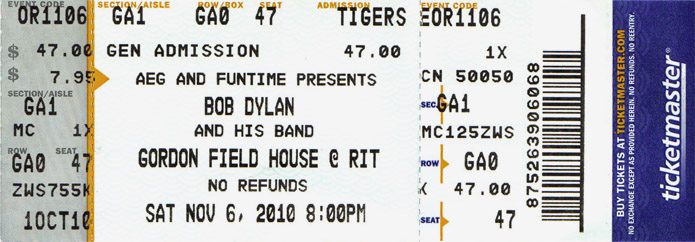 EVENT CODE
OR1106
$ 47.00
$ 7.95
SECTION/AISLE
GA1
MC 1X
ROW SEAT
GA0 47
ZWS755K
1OCT10
SECTION/AISLE ROW/BOX SEAT ADMISSION
GA1 GA0 47 TIGERS
GEN ADMISSION 47.00
AEG AND FUNTIME PRESENTS
BOB DYLAN
AND HIS BAND
GORDON FIELD HOUSE @ RIT
NO REFUNDS
SAT NOV 6, 2010 8:00PM
EVENT CODE
EOR1106
1X
CN 50050
SEC. GA1
MC125ZWS
ROW GA0
X 47.00
SEAT 47
875263906068
BUY TICKETS AT TICKETMASTER.COM
NO EXCHANGE EXCEPT AS PROVIDED HEREIN. NO REFUNDS. NO REENTRY.
ticketmaster